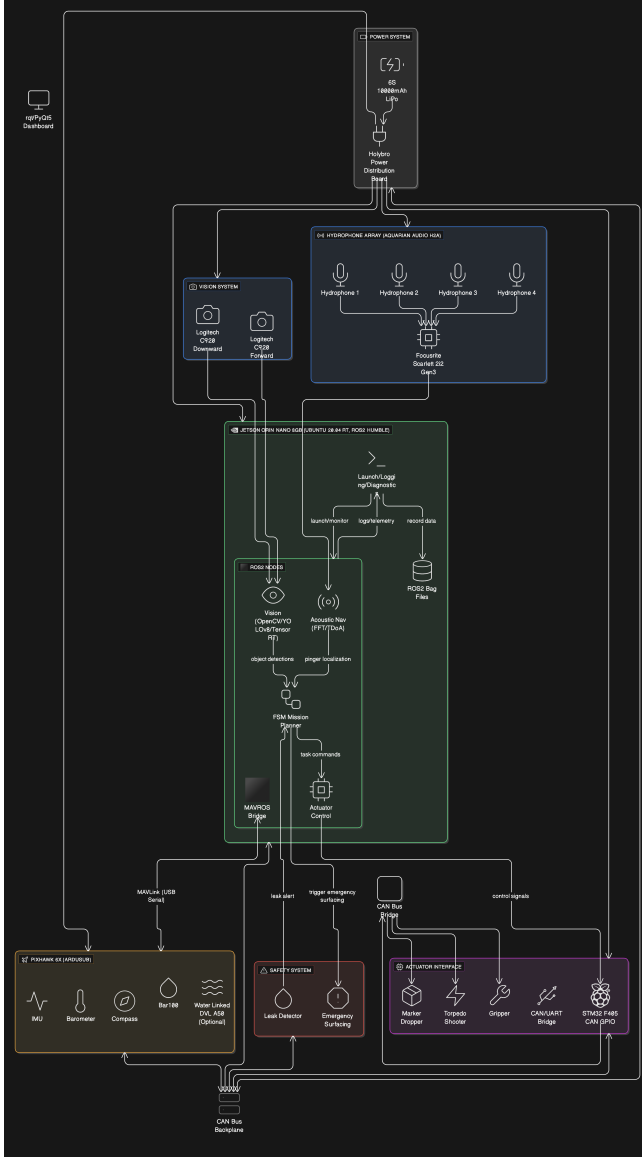 POWER SYSTEM
6S
10000mAh
LiPo
rqt/PyQt5
Dashboard
Holybro
Power
Distribution
Board
HYDROPHONE ARRAY (AQUARIAN AUDIO H2A)
Hydrophone 1
Hydrophone 2
Hydrophone 3
Hydrophone 4
VISION SYSTEM
Logitech
C920
Downward
Logitech
C920
Forward
Focusrite
Scarlett 2i2
Gen3
JETSON ORIN NANO 8GB (UBUNTU 20.04 RT, ROS2 HUMBLE)
Launch/Loggi
ng/Diagnostic
launch/monitor
logs/telemetry
record data
ROS2 NODES
ROS2 Bag
Files
Vision
(OpenCV/YO
LOv8/Tensor
RT)
Acoustic Nav
(FFT/TDoA)
object detections
pinger localization
FSM Mission
Planner
task commands
MAVROS
Bridge
Actuator
Control
MAVLink (USB
Serial)
leak alert
trigger emergency
surfacing
CAN Bus
Bridge
control signals
PIXHAWK 6X (ARDUSUB)
IMU
Barometer
Compass
Bar100
Water Linked
DVL A50
(Optional)
SAFETY SYSTEM
Leak Detector
Emergency
Surfacing
ACTUATOR INTERFACE
Marker
Dropper
Torpedo
Shooter
Gripper
CAN/UART
Bridge
STM32 F405
CAN GPIO
CAN Bus
Backplane